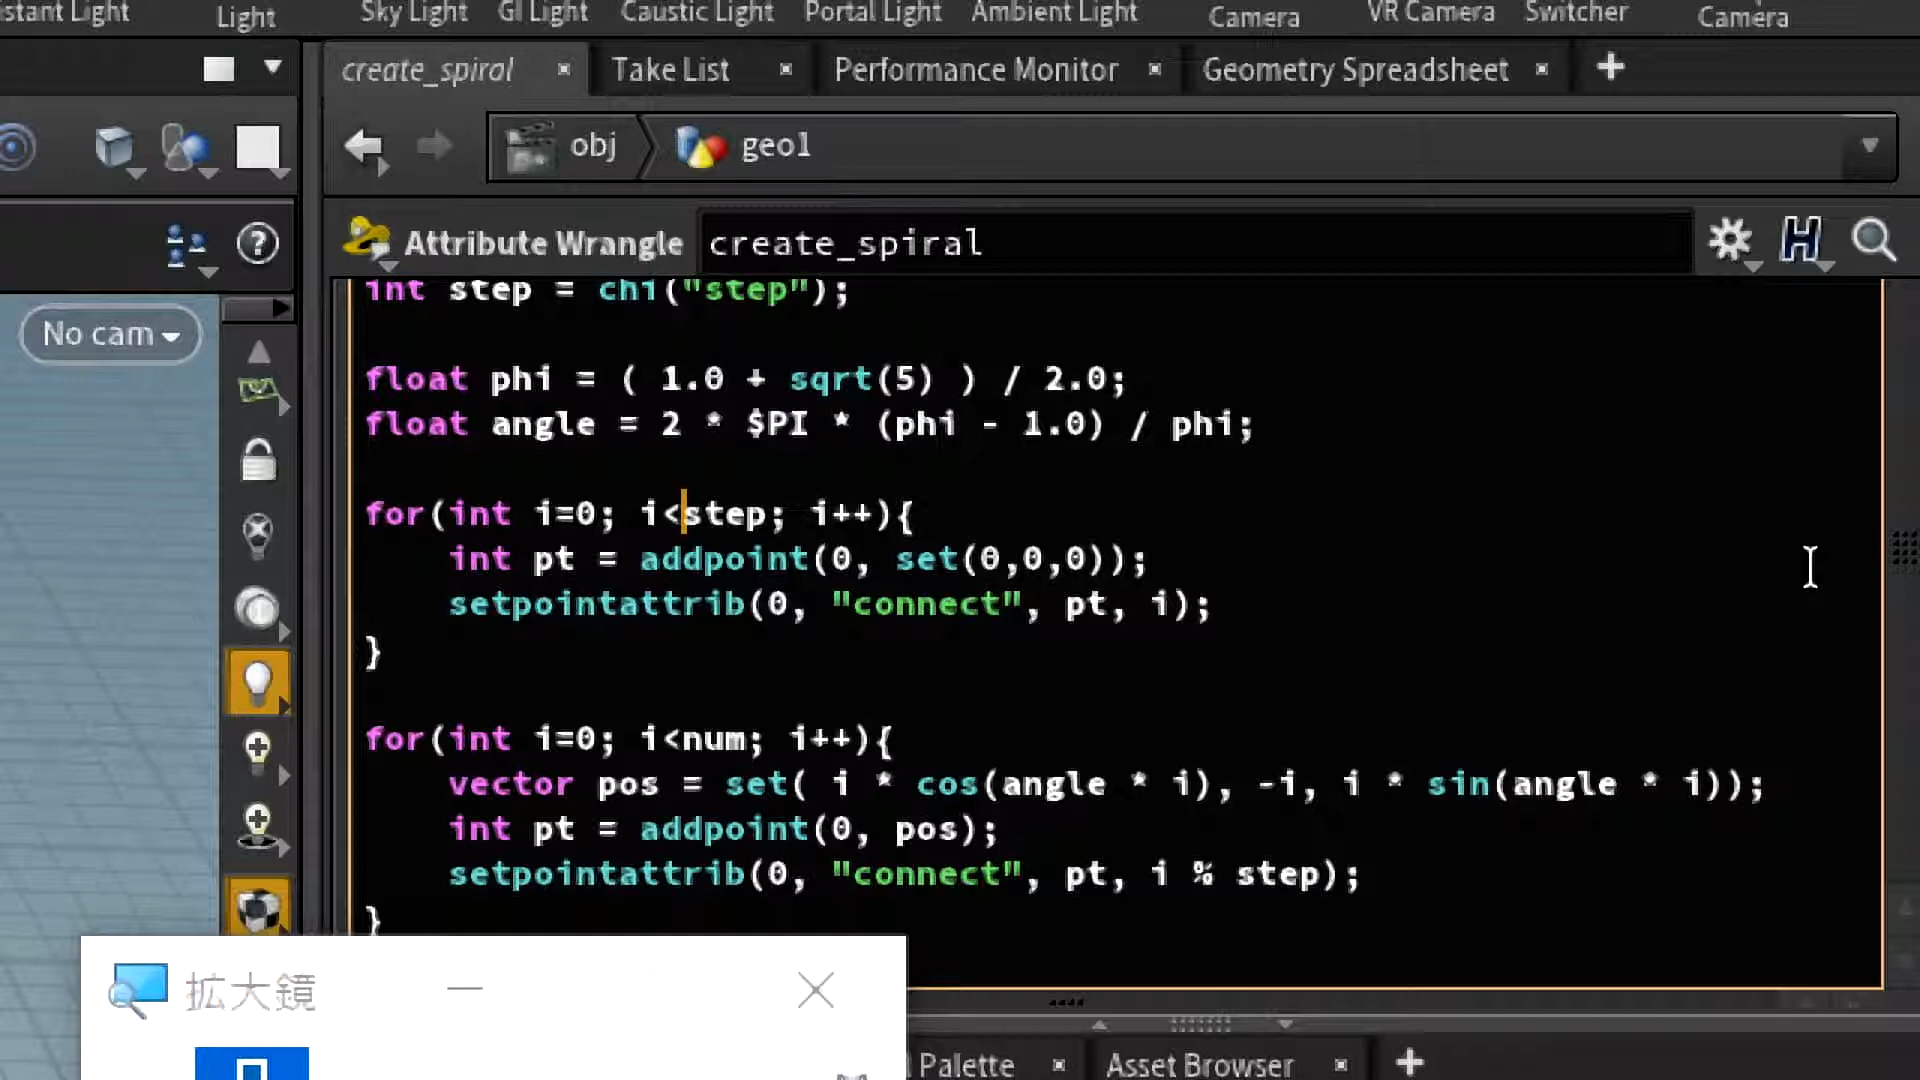 stant Light
Light
Sky Light
GI Light
Caustic Light
Portal Light
Ambient Light
Camera
VR Camera
Switcher
Camera
create_spiral
Take List
Performance Monitor
Geometry Spreadsheet
obj
geo1
Attribute Wrangle
create_spiral
No cam
int step = chi("step");
float phi = ( 1.0 + sqrt(5) ) / 2.0;
float angle = 2 * $PI * (phi - 1.0) / phi;
for(int i=0; i<step; i++){
int pt = addpoint(0, set(0,0,0));
setpointattrib(0, "connect", pt, i);
}
for(int i=0; i<num; i++){
vector pos = set( i * cos(angle * i), -i, i * sin(angle * i));
int pt = addpoint(0, pos);
setpointattrib(0, "connect", pt, i % step);
}
拡大鏡
Palette
Asset Browser